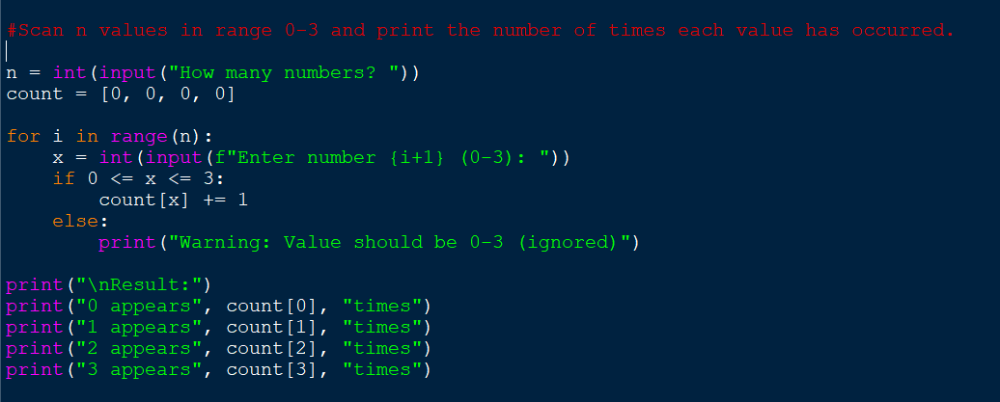 #Scan n values in range 0-3 and print the number of times each value has occurred.
n = int(input("How many numbers? "))
count = [0, 0, 0, 0]
for i in range(n):
    x = int(input(f"Enter number {i+1} (0-3): "))
    if 0 <= x <= 3:
        count[x] += 1
    else:
        print("Warning: Value should be 0-3 (ignored)")
print("\nResult:")
print("0 appears", count[0], "times")
print("1 appears", count[1], "times")
print("2 appears", count[2], "times")
print("3 appears", count[3], "times")